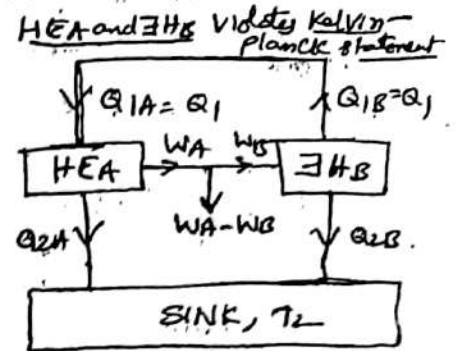 HEA and ƎHB violates Kelvin-
Planck statement
Q1A = Q1
Q1B = Q1
WA
WB
HEA
ƎHB
WA-WB
Q2A
Q2B.
SINK, T2